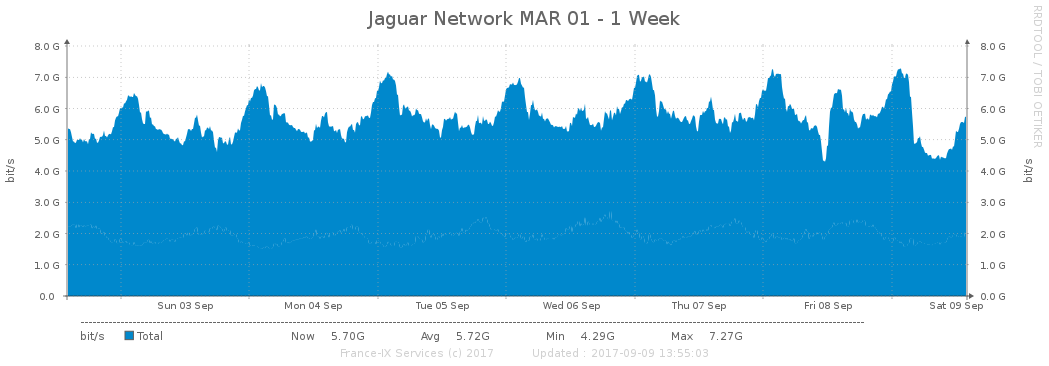 Jaguar Network MAR 01 - 1 Week
RRDTOOL / TOBI OETIKER
bit/s
8.0 G 8.0 G
7.0 G 7.0 G
6.0 G 6.0 G
5.0 G 5.0 G
4.0 G 4.0 G
3.0 G 3.0 G
2.0 G 2.0 G
1.0 G 1.0 G
0.0 0.0 G
bit/s
Sun 03 Sep Mon 04 Sep Tue 05 Sep Wed 06 Sep Thu 07 Sep Fri 08 Sep Sat 09 Sep
bit/s Total Now 5.70G Avg 5.72G Min 4.29G Max 7.27G
France-IX Services (c) 2017 Updated : 2017-09-09 13:55:03